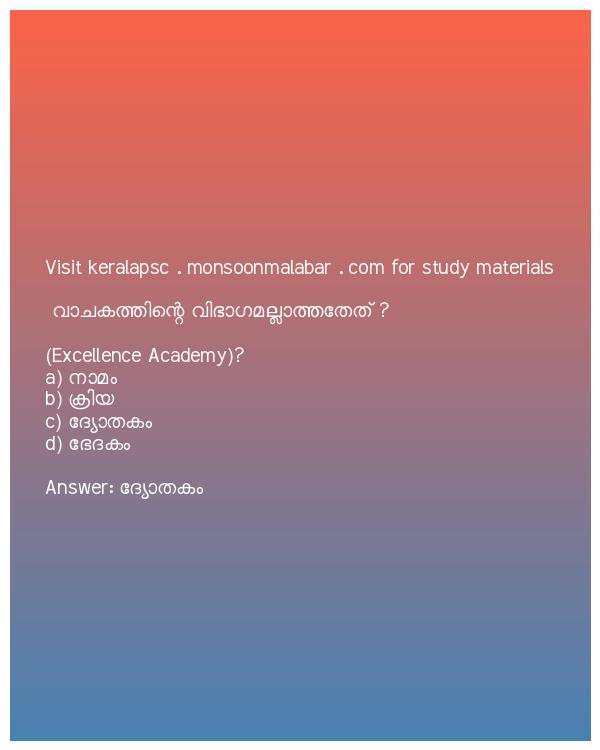 Visit keralapsc . monsoonmalabar . com for study materials
വാചകത്തിന്റെ വിഭാഗമല്ലാത്തതേത് ?
(Excellence Academy)?
a) നാമം
b) ക്രിയ
c) ദ്യോതകം
d) ഭേദകം
Answer: ദ്യോതകം